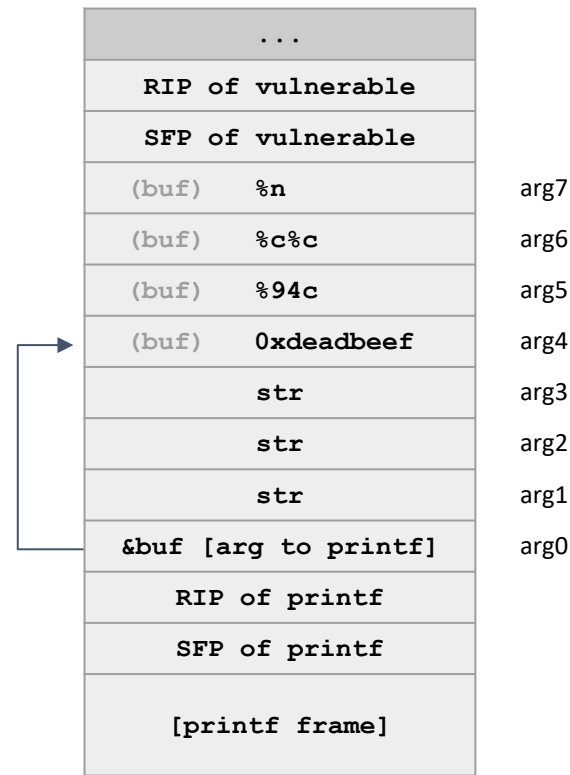 ...
RIP of vulnerable
SFP of vulnerable
(buf) %n arg7
(buf) %c%c arg6
(buf) %94c arg5
(buf) 0xdeadbeef arg4
str arg3
str arg2
str arg1
&buf [arg to printf] arg0
RIP of printf
SFP of printf
[printf frame]